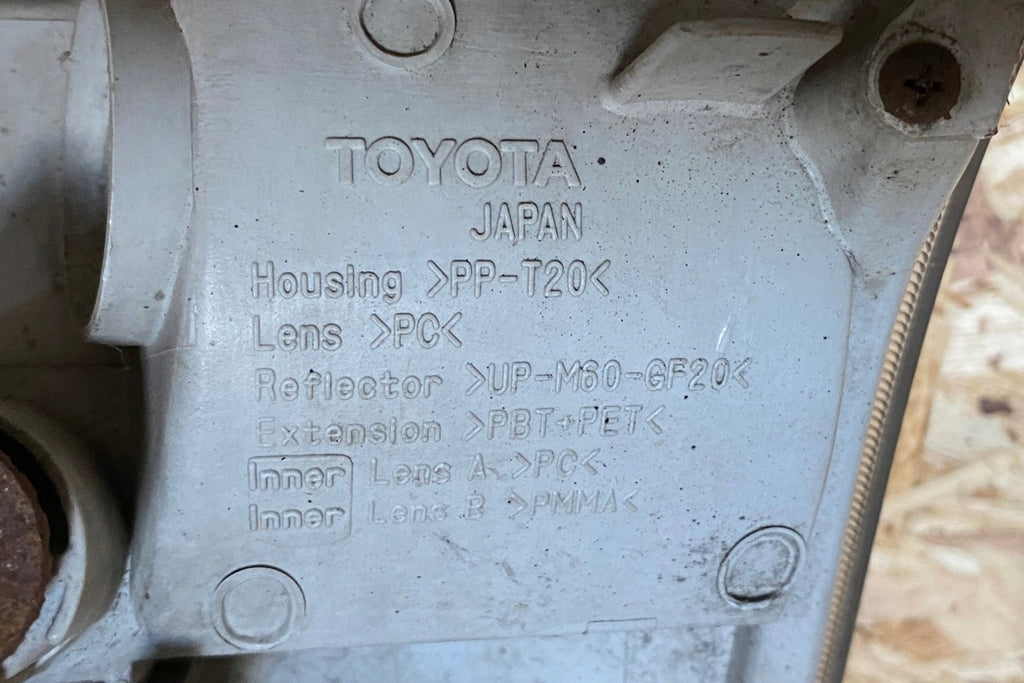 TOYOTA
JAPAN
Housing >PP-T20<
Lens >PC<
Reflector >UP-M60-GF20<
Extension >PBT+PET<
Inner Lens A >PC<
Inner Lens B >PMMA<